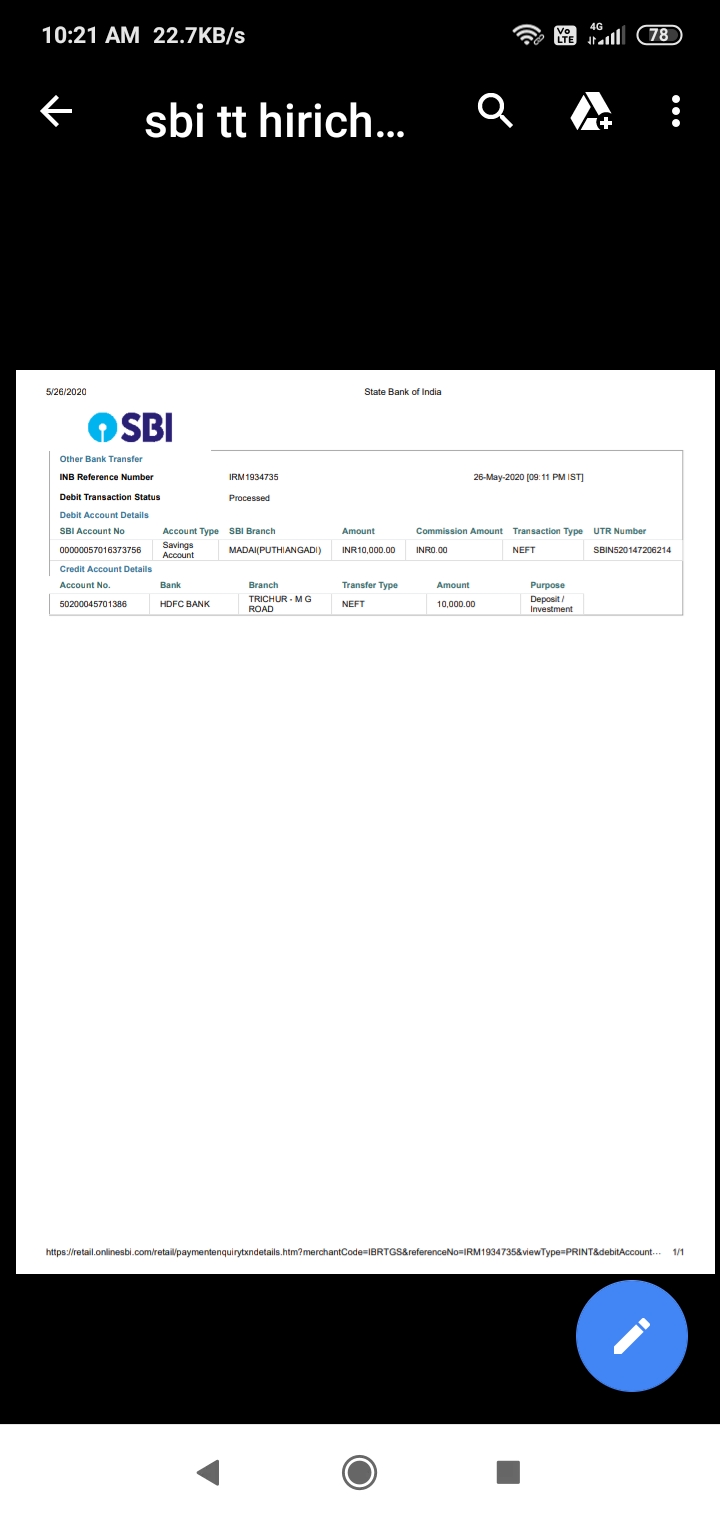 10:21 AM 22.7KB/s
Vo LTE 4G 78
sbi tt hirich...
5/26/2020 State Bank of India
SBI
Other Bank Transfer
INB Reference Number IRM1934735 26-May-2020 [09:11 PM IST]
Debit Transaction Status Processed
Debit Account Details
SBI Account No Account Type SBI Branch Amount Commission Amount Transaction Type UTR Number
00000057016373756 Savings Account MADAI(PUTHIANGADI) INR10,000.00 INR0.00 NEFT SBIN520147206214
Credit Account Details
Account No. Bank Branch Transfer Type Amount Purpose
50200045701386 HDFC BANK TRICHUR - M G ROAD NEFT 10,000.00 Deposit / Investment
https://retail.onlinesbi.com/retail/paymentenquirytxndetails.htm?merchantCode=IBRTGS&referenceNo=IRM1934735&viewType=PRINT&debitAccount... 1/1